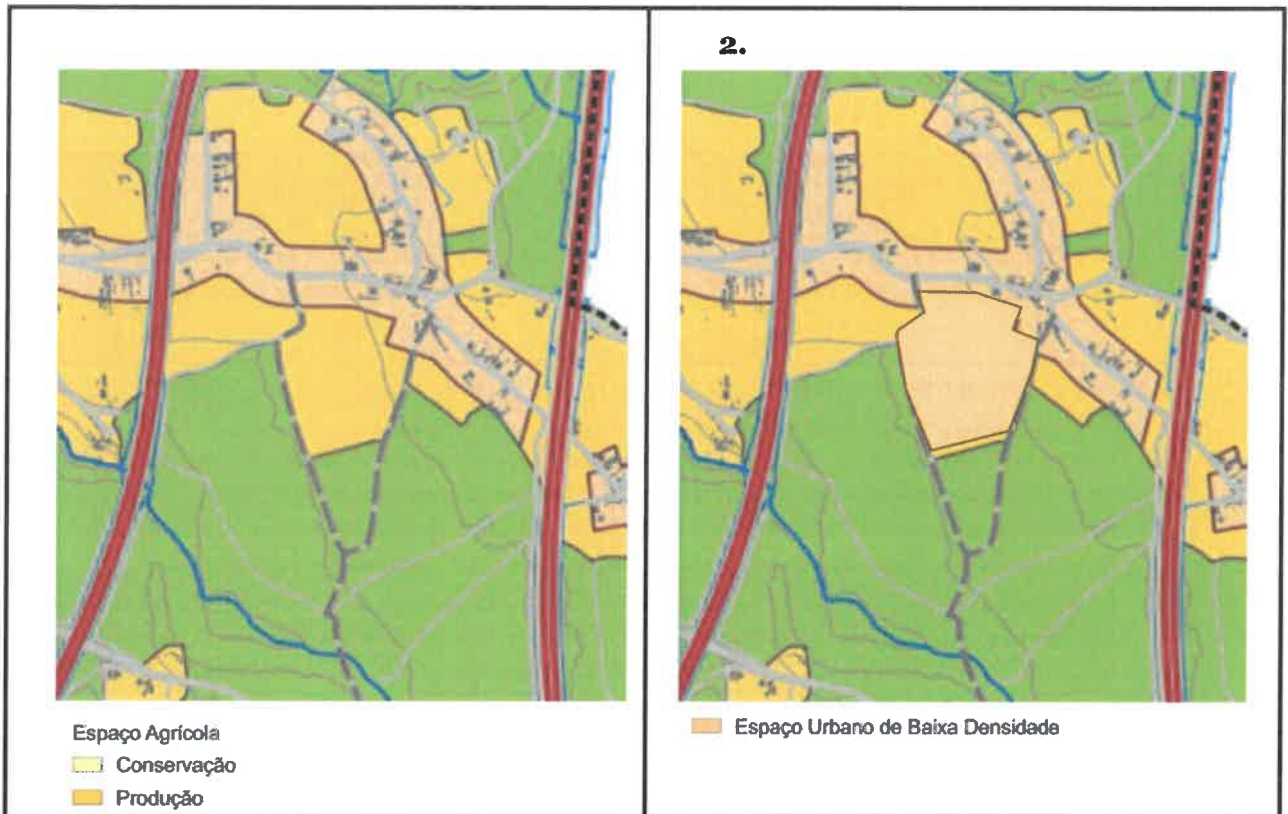 2.
Espaço Agrícola
Conservação
Produção
Espaço Urbano de Baixa Densidade